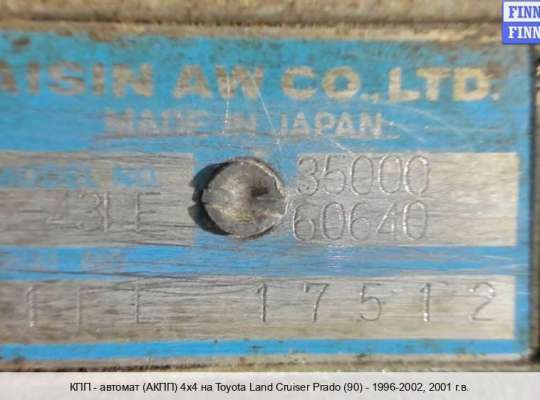 FINN
FINN
AISIN AW CO., LTD.
MADE IN JAPAN
35000
-43LE 60640
17512
КПП - автомат (АКПП) 4x4 на Toyota Land Cruiser Prado (90) - 1996-2002, 2001 г.в.